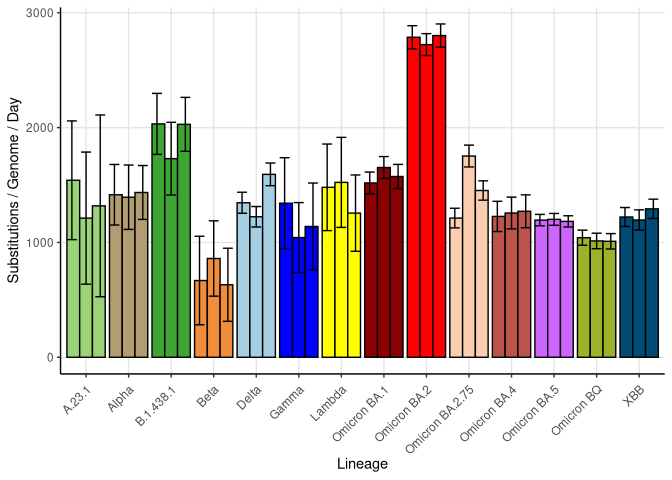 Substitutions / Genome / Day
3000
2000
1000
0
A.23.1
Alpha
B.1.438.1
Beta
Delta
Gamma
Lambda
Omicron BA.1
Omicron BA.2
Omicron BA.2.75
Omicron BA.4
Omicron BA.5
Omicron BQ
XBB
Lineage